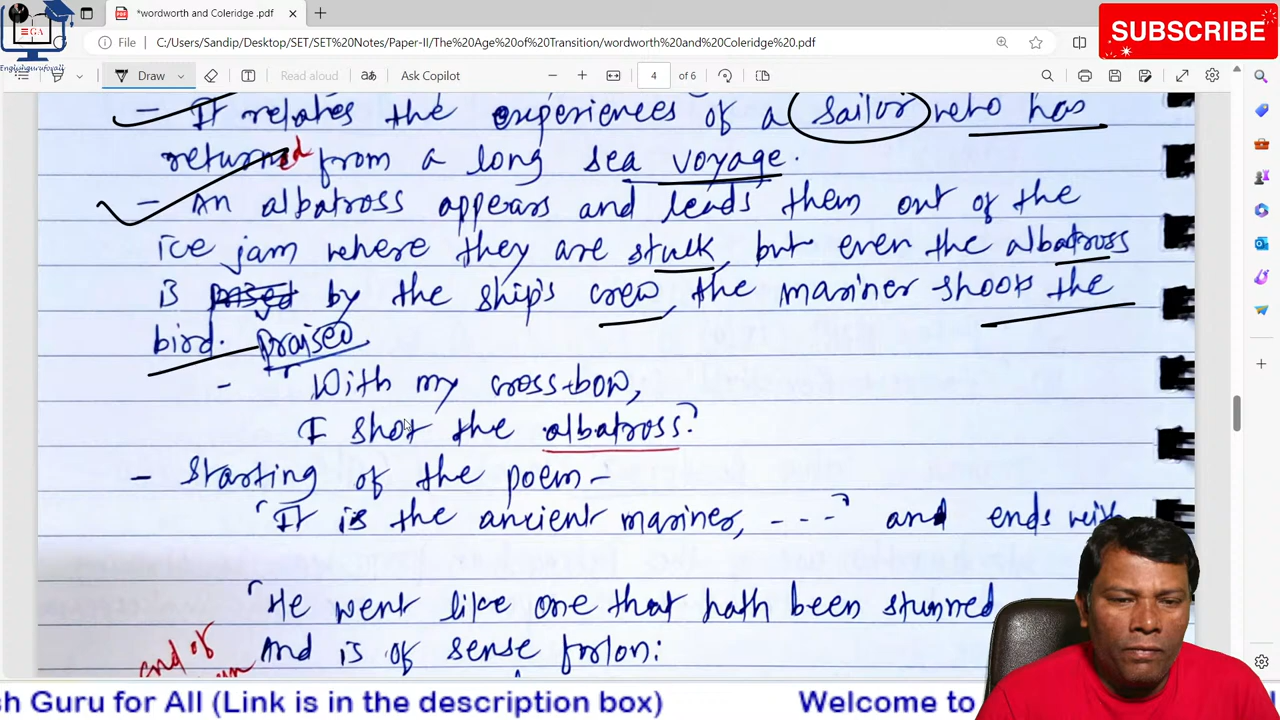 *wordworth and Coleridge .pdf
SUBSCRIBE
EGA
Englishguruforall
File
C:/Users/Sandip/Desktop/SET/SET%20Notes/Paper-II/The%20Age%20of%20Transition/wordworth%20and%20Coleridge%20.pdf
Draw
Read aloud
Ask Copilot
4 of 6
- It relates the experiences of a sailor who has
returned from a long sea voyage.
- An albatross appears and leads them out of the
ice jam where they are stuck, but even the albatross
is by the ship's crew, the mariner shoots the
bird. praised
- "With my cross-bow,
I shot the albatross."
- Starting of the poem -
"It is the ancient mariner, ---" and ends with
"He went like one that hath been stunned
And is of sense forlon:
end of
sh Guru for All (Link is in the description box)
Welcome to